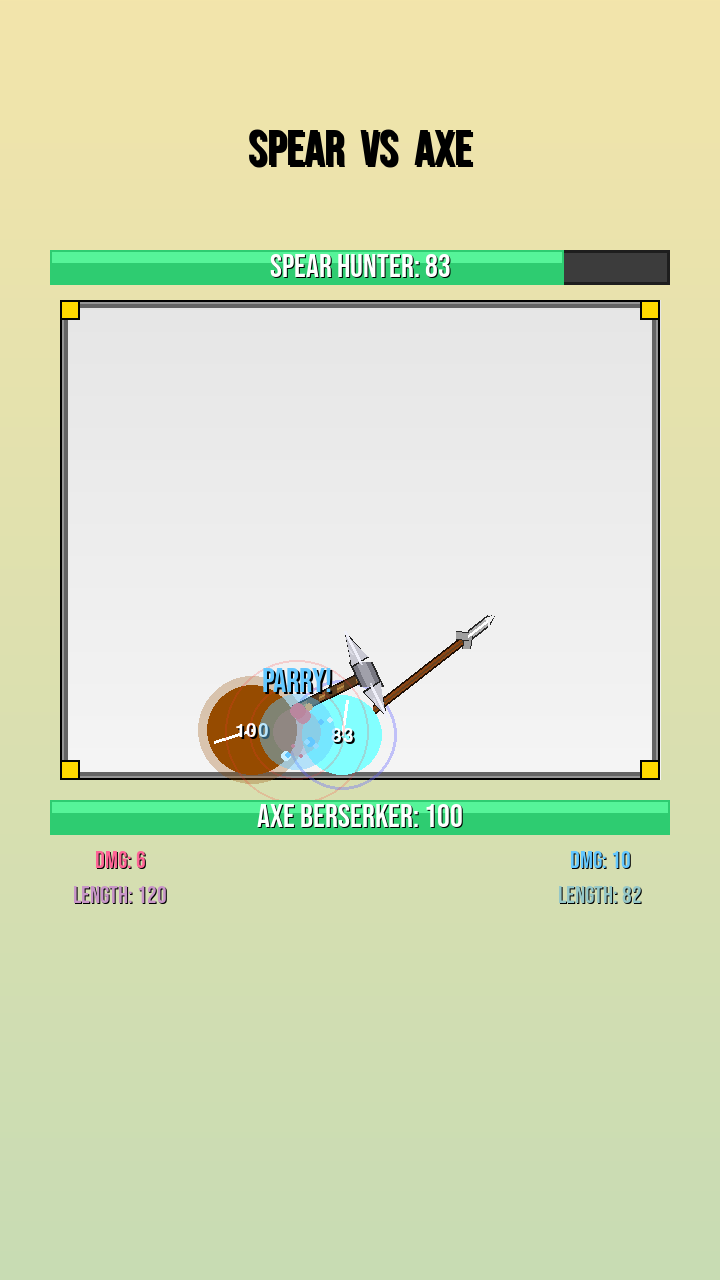 SPEAR VS AXE
SPEAR HUNTER: 83
PARRY!
100
83
AXE BERSERKER: 100
DMG: 6
DMG: 10
LENGTH: 120
LENGTH: 82